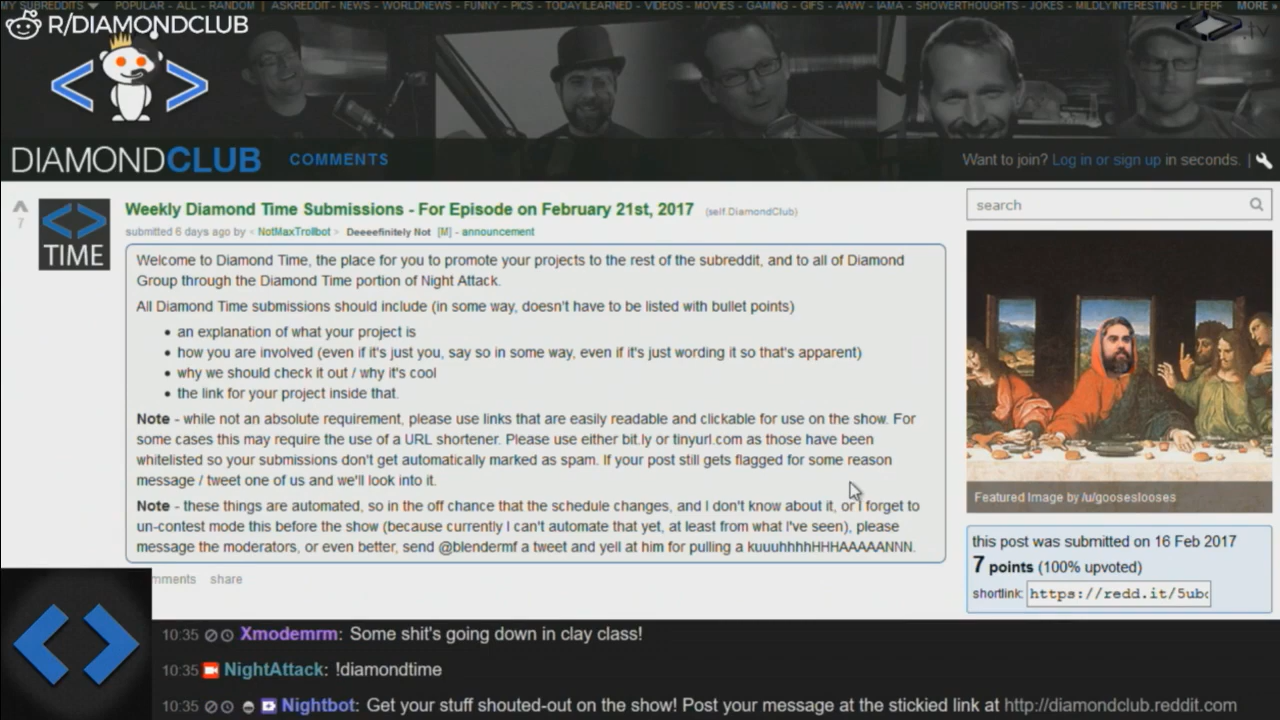 MY SUBREDDITS POPULAR - ALL - RANDOM | ASKREDDIT - NEWS - WORLDNEWS - FUNNY - PICS - TODAYILEARNED - VIDEOS - MOVIES - GAMING - GIFS - AWW - IAMA - SHOWERTHOUGHTS - JOKES - MILDLYINTERESTING - LIFEPR MORE »
R/DIAMONDCLUB
.tv
DIAMONDCLUB COMMENTS
Want to join? Log in or sign up in seconds. |
7
TIME
Weekly Diamond Time Submissions - For Episode on February 21st, 2017 (self.DiamondClub)
submitted 6 days ago by < NotMaxTrollbot > Deeeefinitely Not [M] - announcement
Welcome to Diamond Time, the place for you to promote your projects to the rest of the subreddit, and to all of Diamond
Group through the Diamond Time portion of Night Attack.
All Diamond Time submissions should include (in some way, doesn't have to be listed with bullet points)
• an explanation of what your project is
• how you are involved (even if it's just you, say so in some way, even if it's just wording it so that's apparent)
• why we should check it out / why it's cool
• the link for your project inside that.
Note - while not an absolute requirement, please use links that are easily readable and clickable for use on the show. For
some cases this may require the use of a URL shortener. Please use either bit.ly or tinyurl.com as those have been
whitelisted so your submissions don't get automatically marked as spam. If your post still gets flagged for some reason
message / tweet one of us and we'll look into it.
Note - these things are automated, so in the off chance that the schedule changes, and I don't know about it, or I forget to
un-contest mode this before the show (because currently I can't automate that yet, at least from what I've seen), please
message the moderators, or even better, send @blendermf a tweet and yell at him for pulling a kuuuhhhhHHHAAAAANNN.
mments share
search
Featured Image by /u/gooseslooses
this post was submitted on 16 Feb 2017
7 points (100% upvoted)
shortlink: https://redd.it/5ub
10:35 Xmodemrm: Some shit's going down in clay class!
10:35 NightAttack: !diamondtime
10:35 Nightbot: Get your stuff shouted-out on the show! Post your message at the stickied link at http://diamondclub.reddit.com